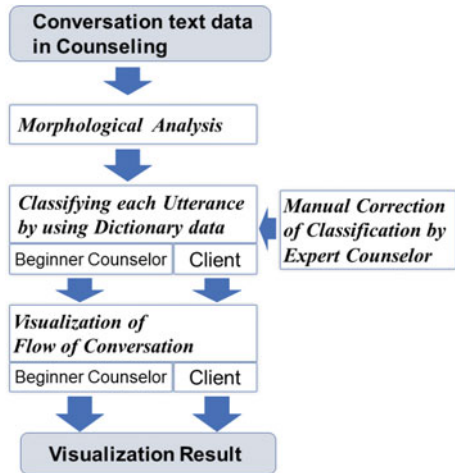 Conversation text data
in Counseling
Morphological Analysis
Classifying each Utterance
by using Dictionary data
Beginner Counselor
Client
Manual Correction
of Classification by
Expert Counselor
Visualization of
Flow of Conversation
Beginner Counselor
Client
Visualization Result